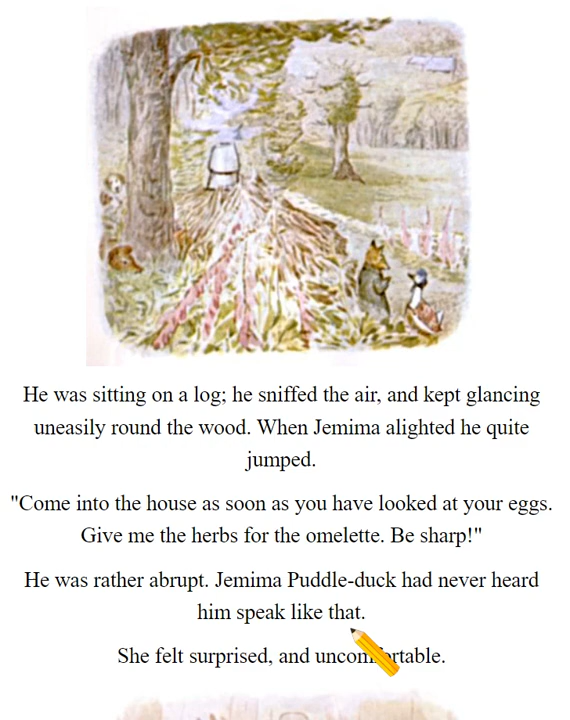 He was sitting on a log; he sniffed the air, and kept glancing
uneasily round the wood. When Jemima alighted he quite
jumped.
"Come into the house as soon as you have looked at your eggs.
Give me the herbs for the omelette. Be sharp!"
He was rather abrupt. Jemima Puddle-duck had never heard
him speak like that.
She felt surprised, and uncomfortable.